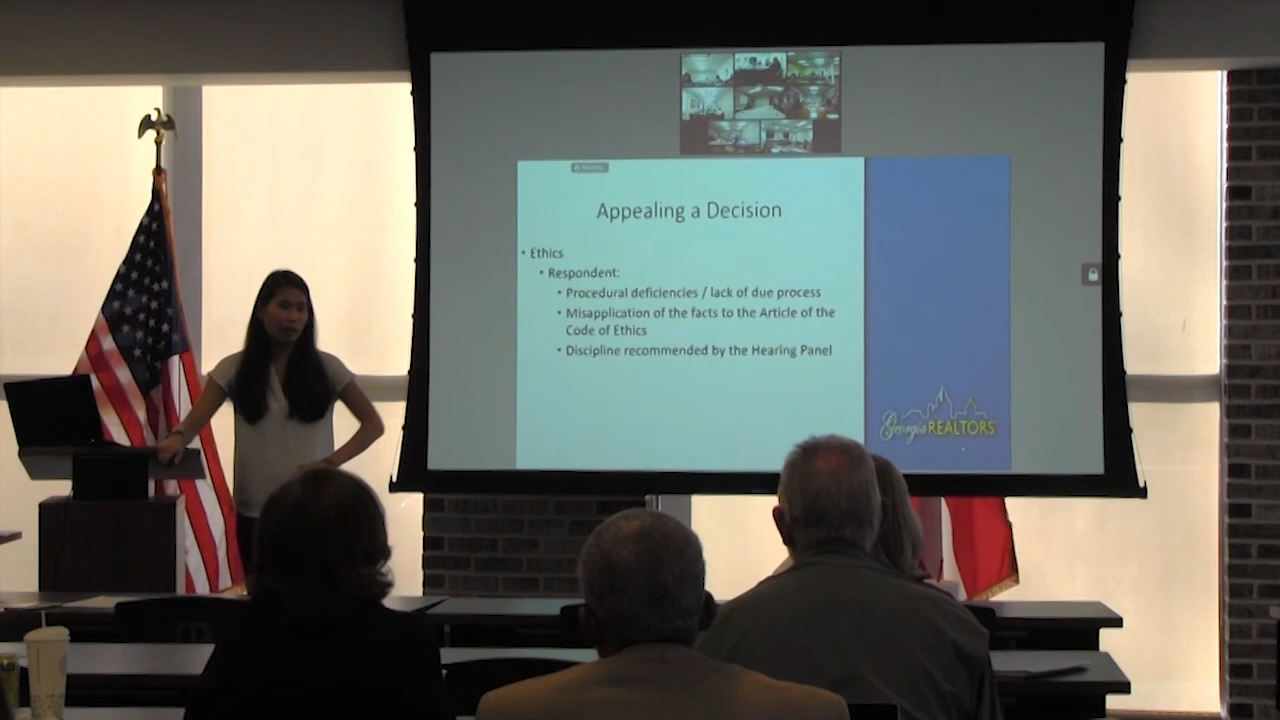 Appealing a Decision
• Ethics
• Respondent:
• Procedural deficiencies / lack of due process
• Misapplication of the facts to the Article of the
Code of Ethics
• Discipline recommended by the Hearing Panel
Georgia REALTORS